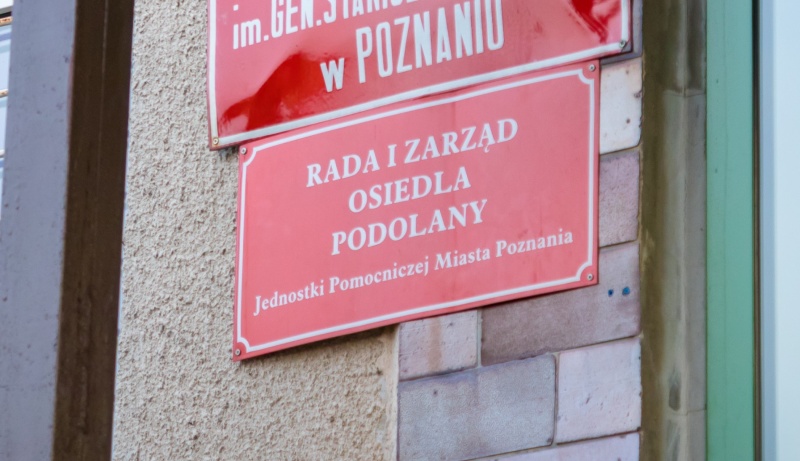 im.GEN.
w POZNANIU
RADA I ZARZĄD
OSIEDLA
PODOLANY
Jednostki Pomocniczej Miasta Poznania